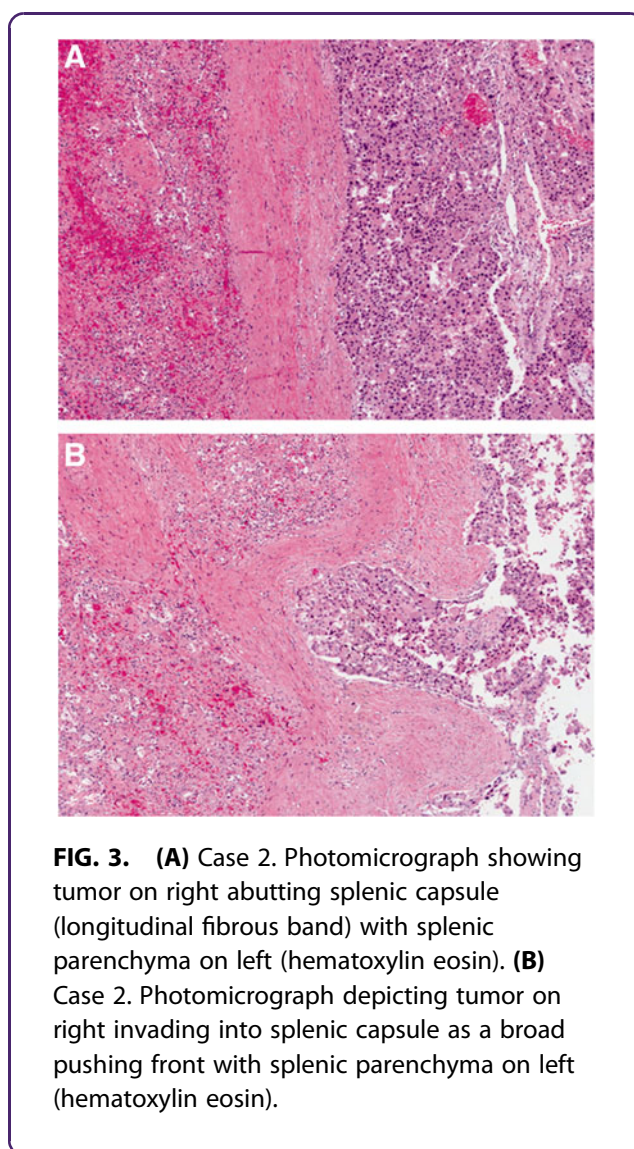 A
B
FIG. 3. (A) Case 2. Photomicrograph showing
tumor on right abutting splenic capsule
(longitudinal fibrous band) with splenic
parenchyma on left (hematoxylin eosin). (B)
Case 2. Photomicrograph depicting tumor on
right invading into splenic capsule as a broad
pushing front with splenic parenchyma on left
(hematoxylin eosin).